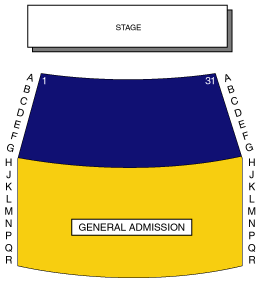 STAGE
A 1 31 A
B B
C C
D D
E E
F F
G G
H H
J J
K K
L L
M M
N GENERAL ADMISSION N
P P
Q Q
R R